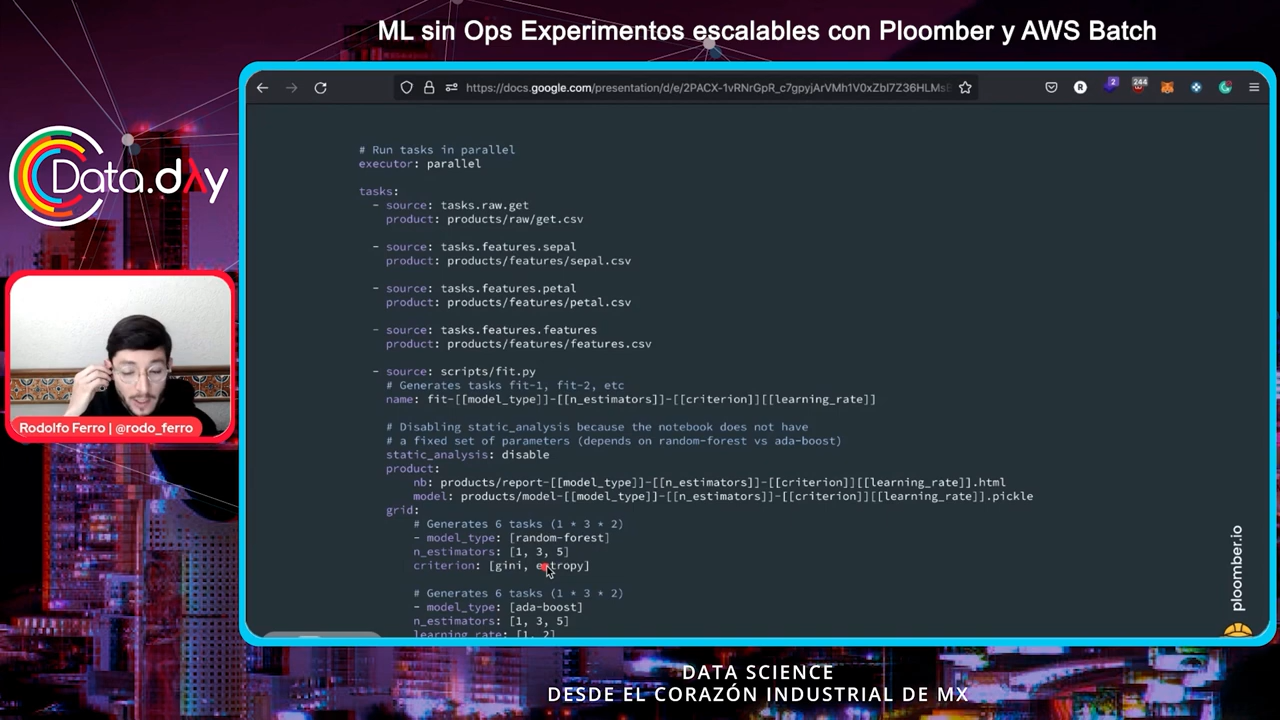 ML sin Ops Experimentos escalables con Ploomber y AWS Batch
https://docs.google.com/presentation/d/e/2PACX-1vRNrGpR_c7gpyjArVMh1V0xZbI7Z36HLMs
R
2
244
Data.dAy
# Run tasks in parallel
executor: parallel
tasks:
- source: tasks.raw.get
product: products/raw/get.csv
- source: tasks.features.sepal
product: products/features/sepal.csv
- source: tasks.features.petal
product: products/features/petal.csv
- source: tasks.features.features
product: products/features/features.csv
- source: scripts/fit.py
# Generates tasks fit-1, fit-2, etc
name: fit-[[model_type]]-[[n_estimators]]-[[criterion]][[learning_rate]]
# Disabling static_analysis because the notebook does not have
# a fixed set of parameters (depends on random-forest vs ada-boost)
static_analysis: disable
product:
nb: products/report-[[model_type]]-[[n_estimators]]-[[criterion]][[learning_rate]].html
model: products/model-[[model_type]]-[[n_estimators]]-[[criterion]][[learning_rate]].pickle
grid:
# Generates 6 tasks (1 * 3 * 2)
- model_type: [random-forest]
n_estimators: [1, 3, 5]
criterion: [gini, entropy]
# Generates 6 tasks (1 * 3 * 2)
- model_type: [ada-boost]
n_estimators: [1, 3, 5]
learning_rate: [1, 2]
ploomber.io
Rodolfo Ferro | @rodo_ferro
DATA SCIENCE
DESDE EL CORAZÓN INDUSTRIAL DE MX